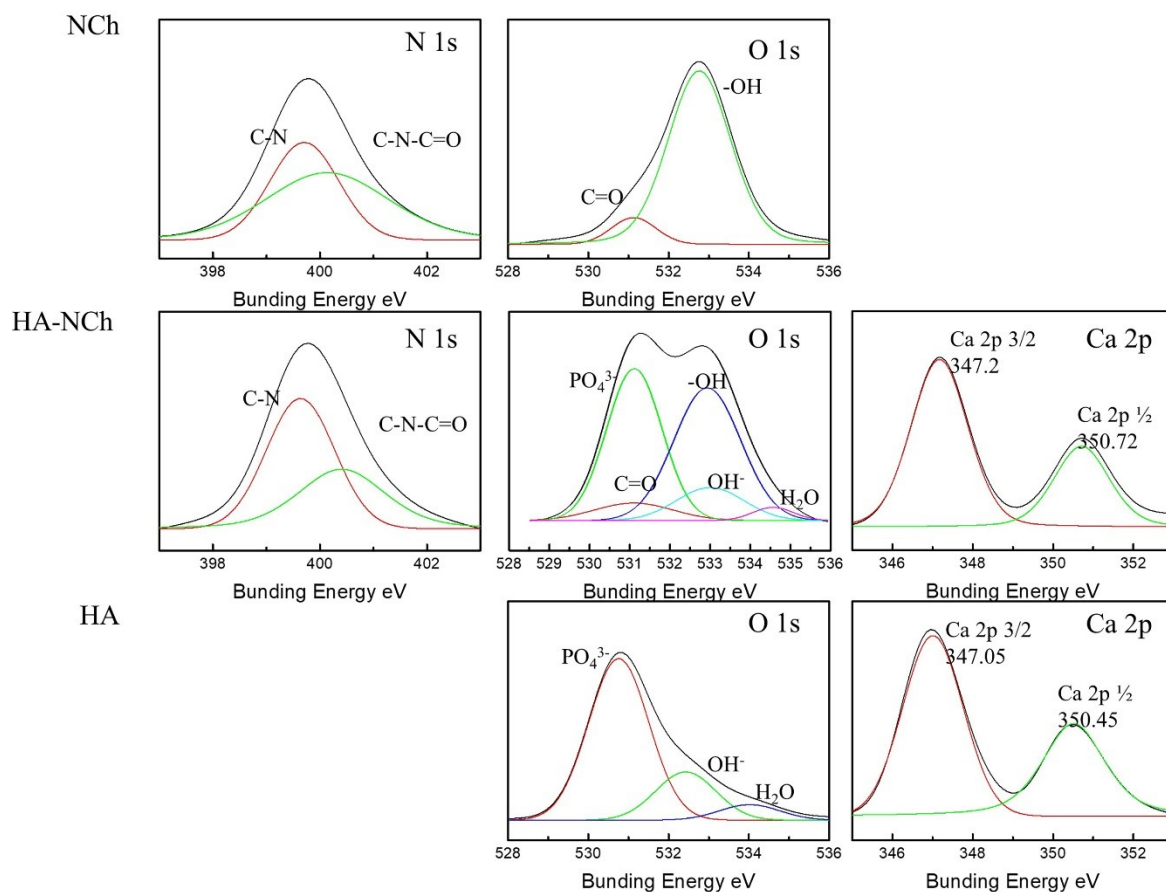 NCh
N 1s
C-N
C-N-C=O
398 400 402
Bunding Energy eV
O 1s
-OH
C=O
528 530 532 534 536
Bunding Energy eV
HA-NCh
N 1s
C-N
C-N-C=O
398 400 402
Bunding Energy eV
O 1s
PO₄³⁻
-OH
C=O
OH⁻
H₂O
528 529 530 531 532 533 534 535 536
Bunding Energy eV
Ca 2p
Ca 2p 3/2
347.2
Ca 2p ½
350.72
346 348 350 352
Bunding Energy eV
HA
O 1s
PO₄³⁻
OH⁻
H₂O
528 530 532 534 536
Bunding Energy eV
Ca 2p
Ca 2p 3/2
347.05
Ca 2p ½
350.45
346 348 350 352
Bunding Energy eV